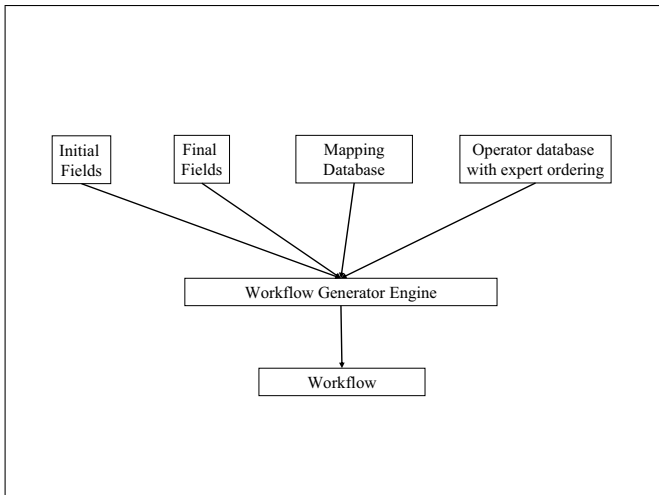 Initial
Fields
Final
Fields
Mapping
Database
Operator database
with expert ordering
Workflow Generator Engine
Workflow